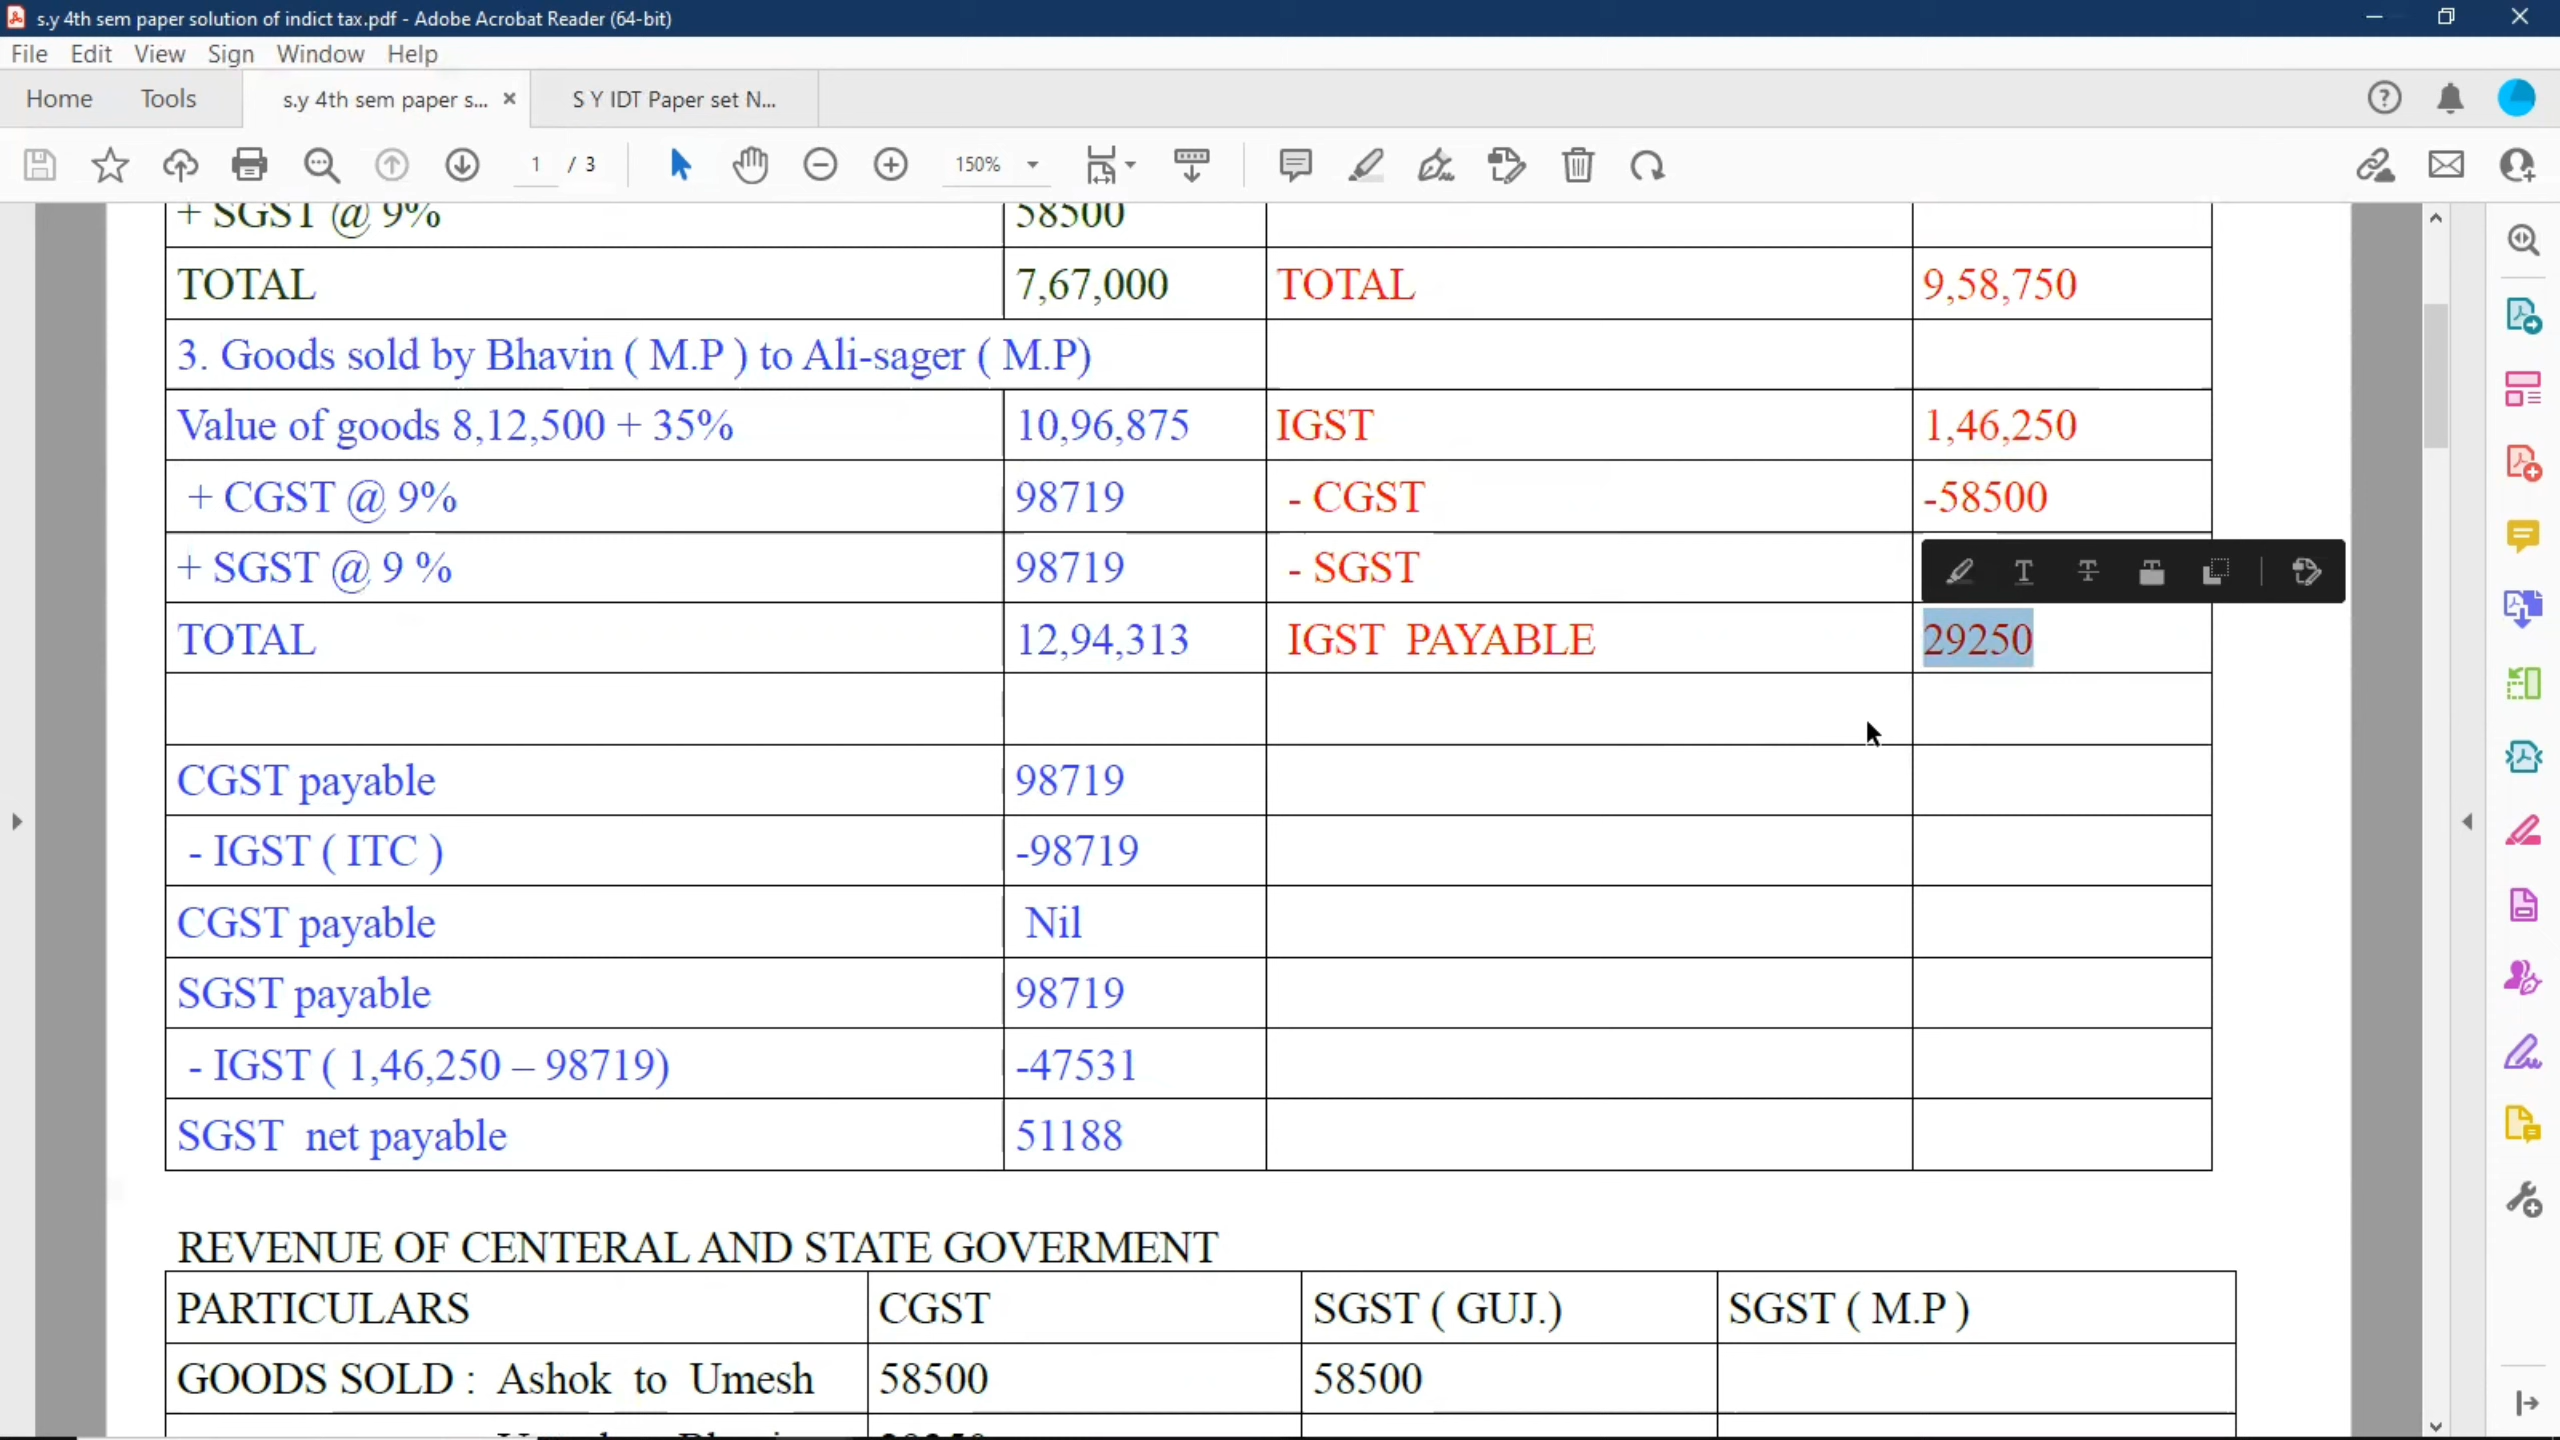 s.y 4th sem paper solution of indict tax.pdf - Adobe Acrobat Reader (64-bit)
File Edit View Sign Window Help
Home Tools s.y 4th sem paper s... S Y IDT Paper set N...
1 / 3 150%
+ SGST @ 9% 58500
TOTAL 7,67,000 TOTAL 9,58,750
3. Goods sold by Bhavin ( M.P ) to Ali-sager ( M.P)
Value of goods 8,12,500 + 35% 10,96,875 IGST 1,46,250
+ CGST @ 9% 98719 - CGST -58500
+ SGST @ 9 % 98719 - SGST
TOTAL 12,94,313 IGST PAYABLE 29250
CGST payable 98719
- IGST ( ITC ) -98719
CGST payable Nil
SGST payable 98719
- IGST ( 1,46,250 – 98719) -47531
SGST net payable 51188
REVENUE OF CENTERAL AND STATE GOVERMENT
PARTICULARS CGST SGST ( GUJ.) SGST ( M.P )
GOODS SOLD : Ashok to Umesh 58500 58500